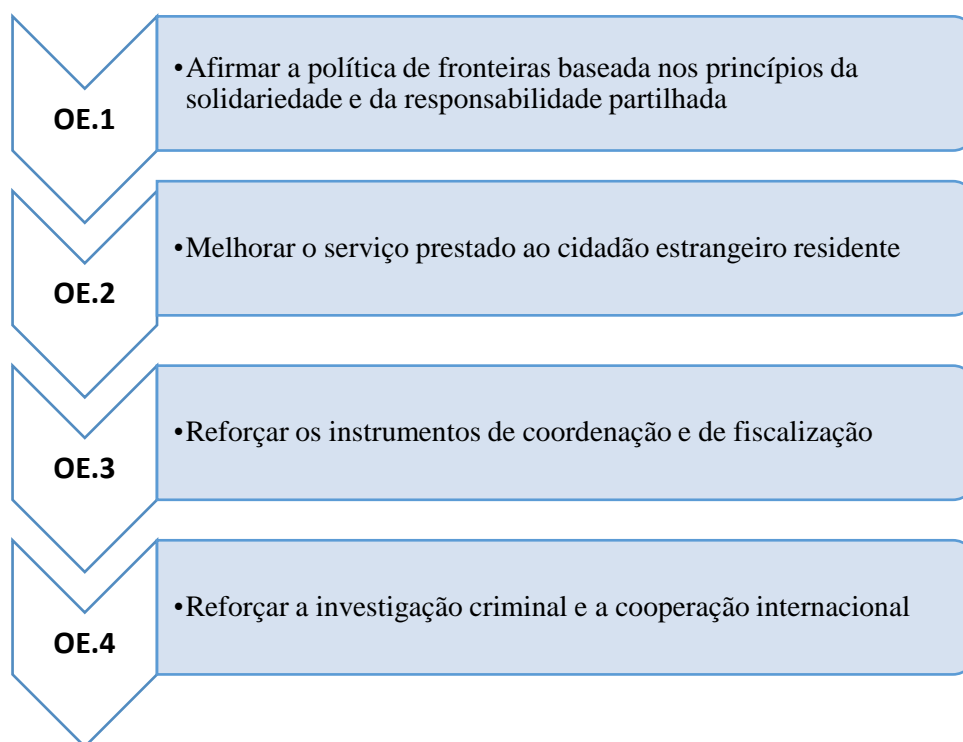 OE.1
•Afirmar a política de fronteiras baseada nos princípios da
solidariedade e da responsabilidade partilhada
OE.2
•Melhorar o serviço prestado ao cidadão estrangeiro residente
OE.3
•Reforçar os instrumentos de coordenação e de fiscalização
OE.4
•Reforçar a investigação criminal e a cooperação internacional